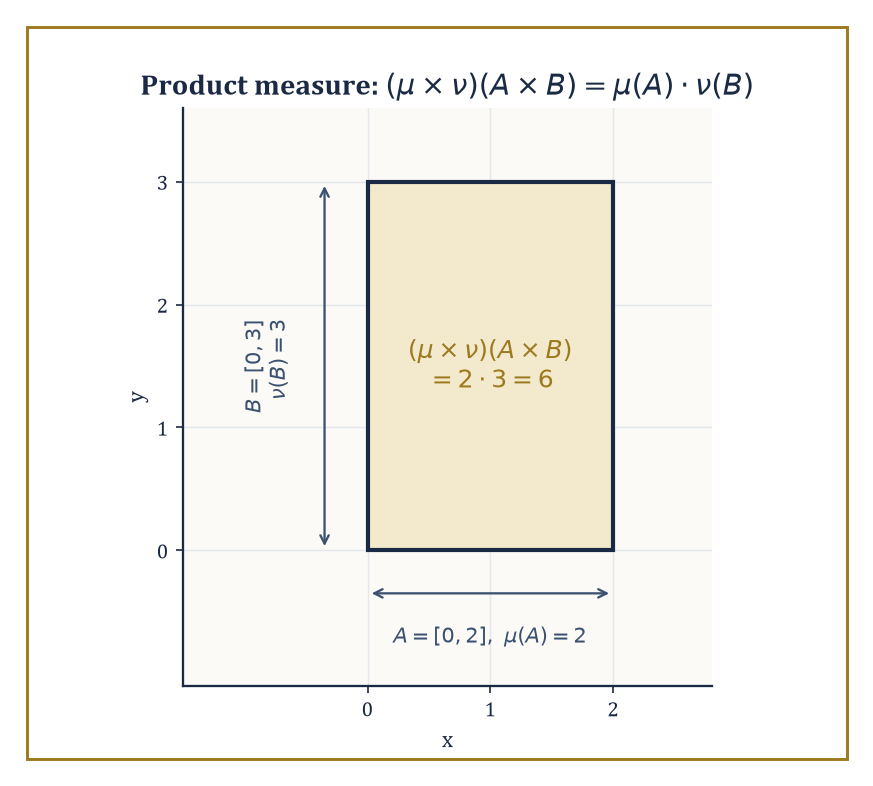 Product measure: (μ × ν)(A × B) = μ(A) · ν(B)
3
2
1
0
y
B = [0, 3]
ν(B) = 3
(μ × ν)(A × B)
= 2 · 3 = 6
A = [0, 2], μ(A) = 2
0 1 2
x